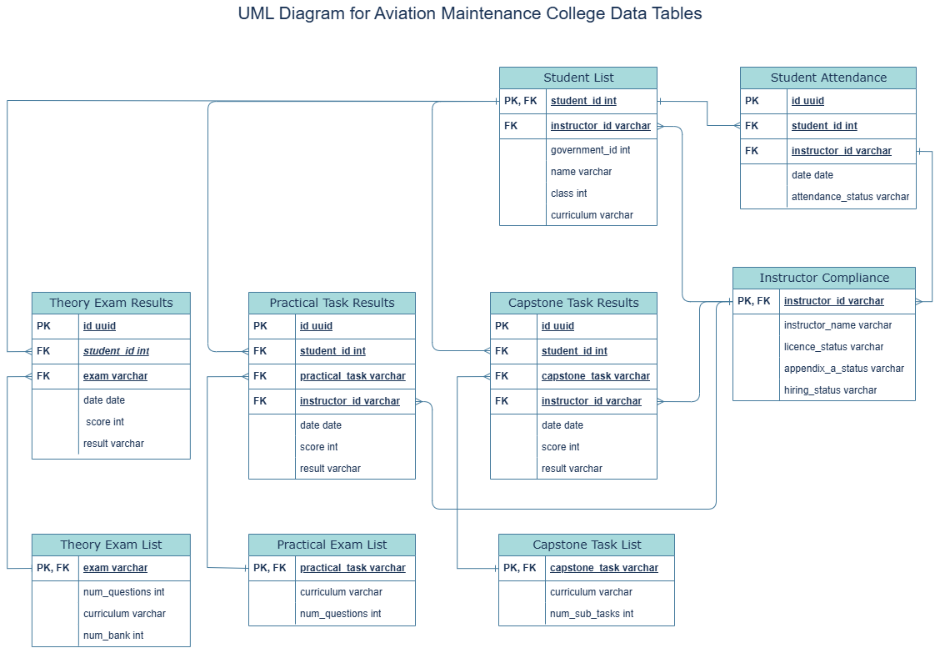 UML Diagram for Aviation Maintenance College Data Tables
Student List
PK, FK student_id int
FK instructor_id varchar
government_id int
name varchar
class int
curriculum varchar
Student Attendance
PK id uuid
FK student_id int
FK instructor_id varchar
date date
attendance_status varchar
Theory Exam Results
PK id uuid
FK student_id int
FK exam varchar
date date
score int
result varchar
Practical Task Results
PK id uuid
FK student_id int
FK practical_task varchar
FK instructor_id varchar
date date
score int
result varchar
Capstone Task Results
PK id uuid
FK student_id int
FK capstone_task varchar
FK instructor_id varchar
date date
score int
result varchar
Instructor Compliance
PK, FK instructor_id varchar
instructor_name varchar
licence_status varchar
appendix_a_status varchar
hiring_status varchar
Theory Exam List
PK, FK exam varchar
num_questions int
curriculum varchar
num_bank int
Practical Exam List
PK, FK practical_task varchar
curriculum varchar
num_questions int
Capstone Task List
PK, FK capstone_task varchar
curriculum varchar
num_sub_tasks int